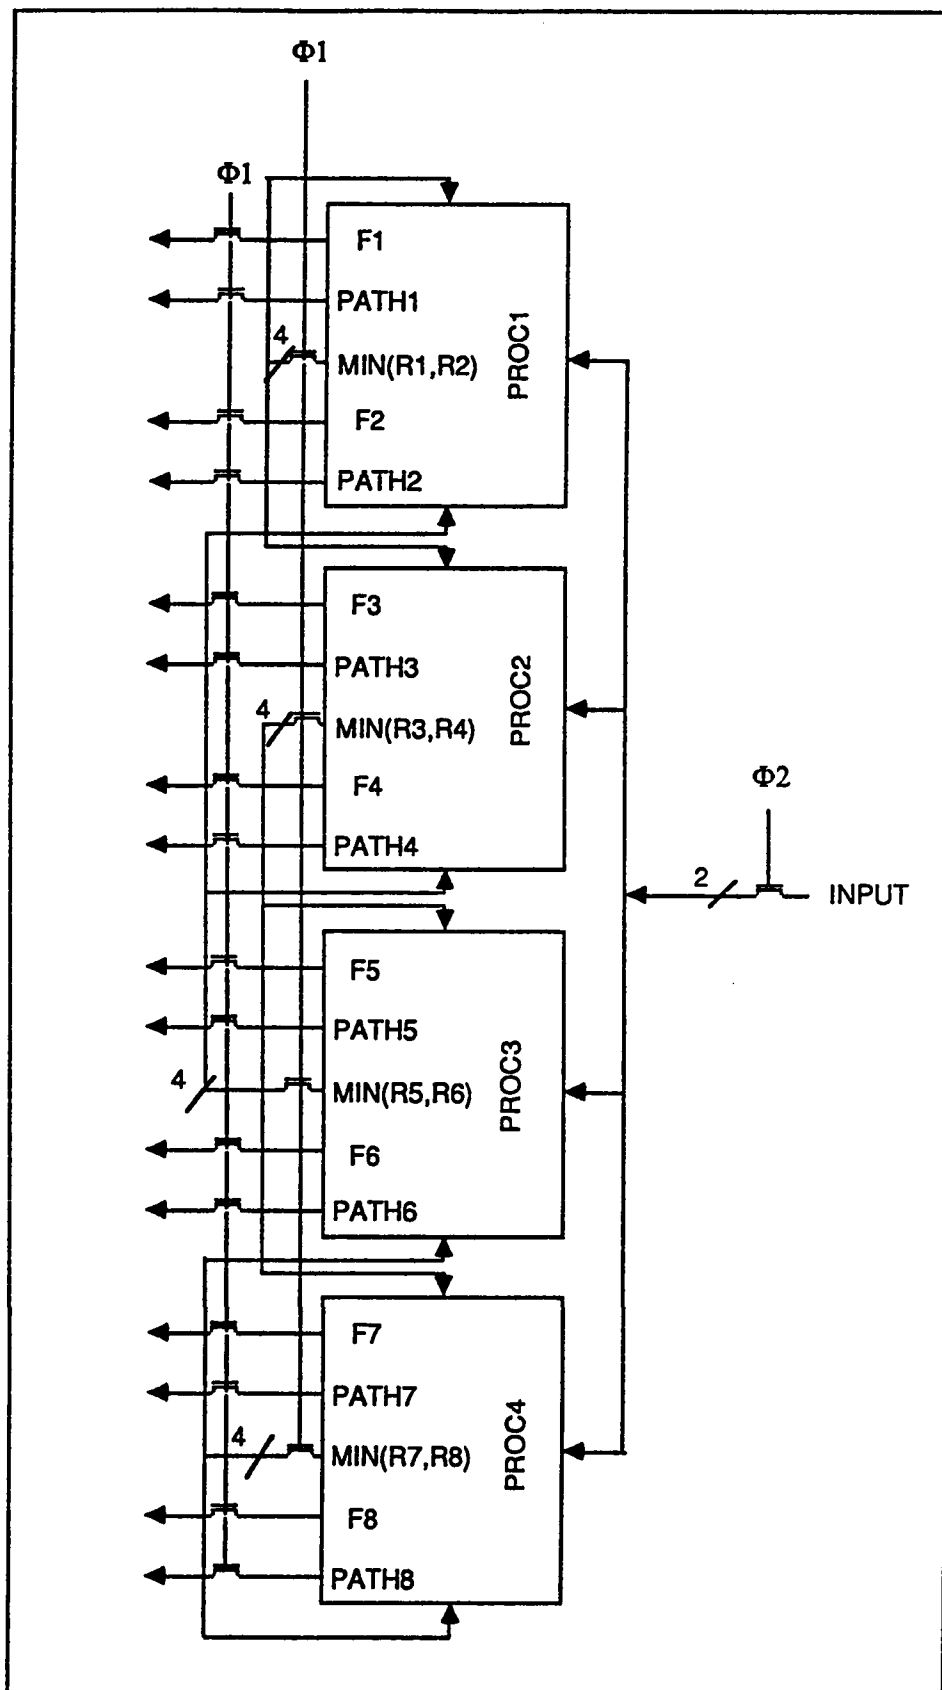 Φ1
Φ1
F1
PATH1
4
MIN(R1,R2)
PROC1
F2
PATH2
F3
PATH3
4
MIN(R3,R4)
PROC2
F4
PATH4
Φ2
2
INPUT
F5
PATH5
4
MIN(R5,R6)
PROC3
F6
PATH6
F7
PATH7
4
MIN(R7,R8)
PROC4
F8
PATH8